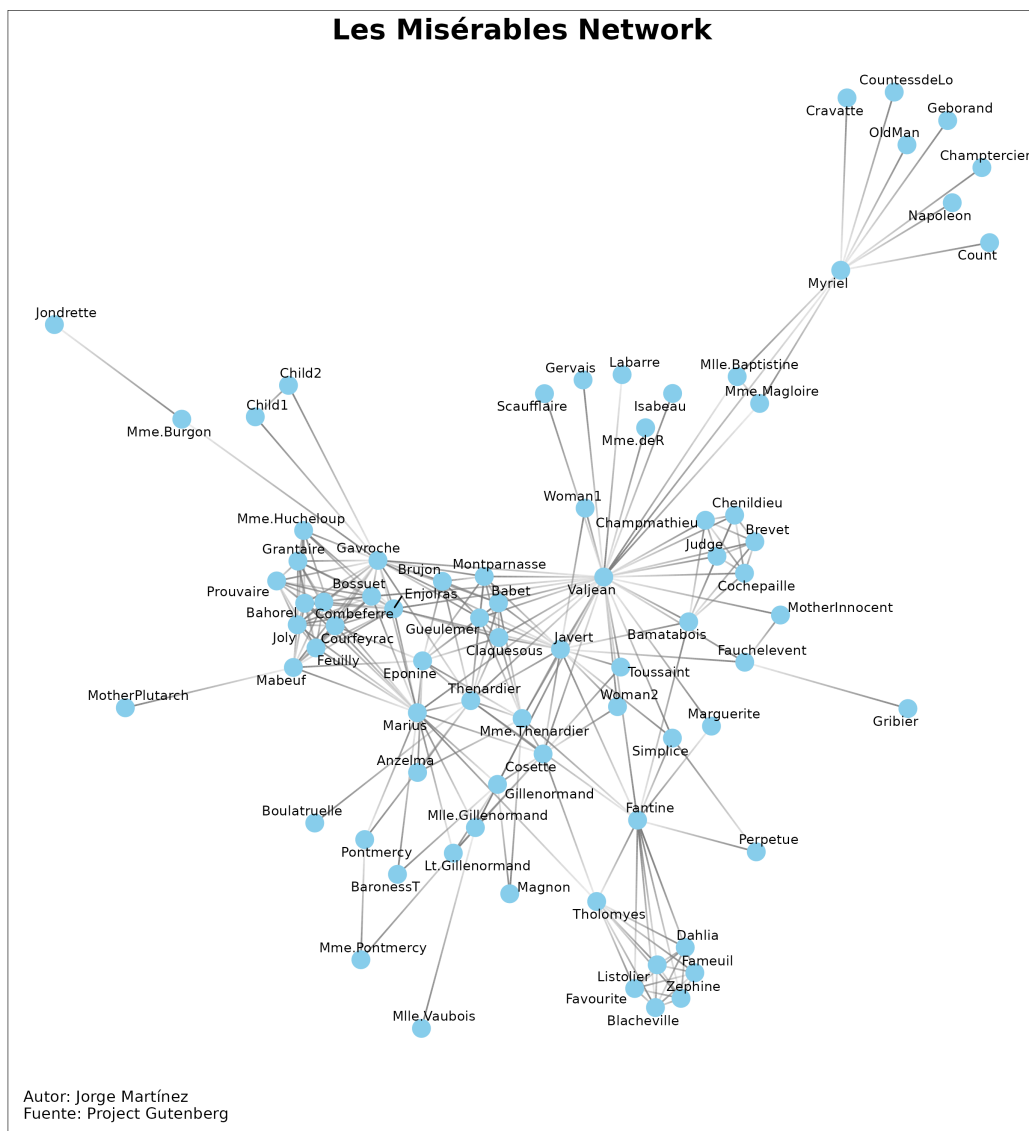 Les Misérables Network
CountessdeLo
Cravatte
Geborand
OldMan
Champtercier
Napoleon
Count
Myriel
Jondrette
Mlle.Baptistine
Labarre
Gervais
Child2
Mme.Magloire
Scaufflaire
Isabeau
Child1
Mme.Burgon
Mme.deR
Woman1
Chenildieu
Mme.Hucheloup
Champmathieu
Brevet
Judge
Grantaire
Gavroche
Montparnasse
Brujon
Bossuet
Cochepaille
Prouvaire
Valjean
Babet
Enjolras
MotherInnocent
Bahorel
Combeferre
Gueulemer
Bamatabois
Joly
Courfeyrac
Javert
Claquesous
Fauchelevent
Feuilly
Eponine
Toussaint
Mabeuf
Thenardier
MotherPlutarch
Woman2
Marguerite
Gribier
Marius
Mme.Thenardier
Simplice
Anzelma
Cosette
Gillenormand
Fantine
Boulatruelle
Mlle.Gillenormand
Perpetue
Pontmercy
Lt.Gillenormand
BaronessT
Magnon
Tholomyes
Dahlia
Mme.Pontmercy
Fameuil
Listolier
Zephine
Favourite
Mlle.Vaubois
Blacheville
Autor: Jorge Martínez
Fuente: Project Gutenberg